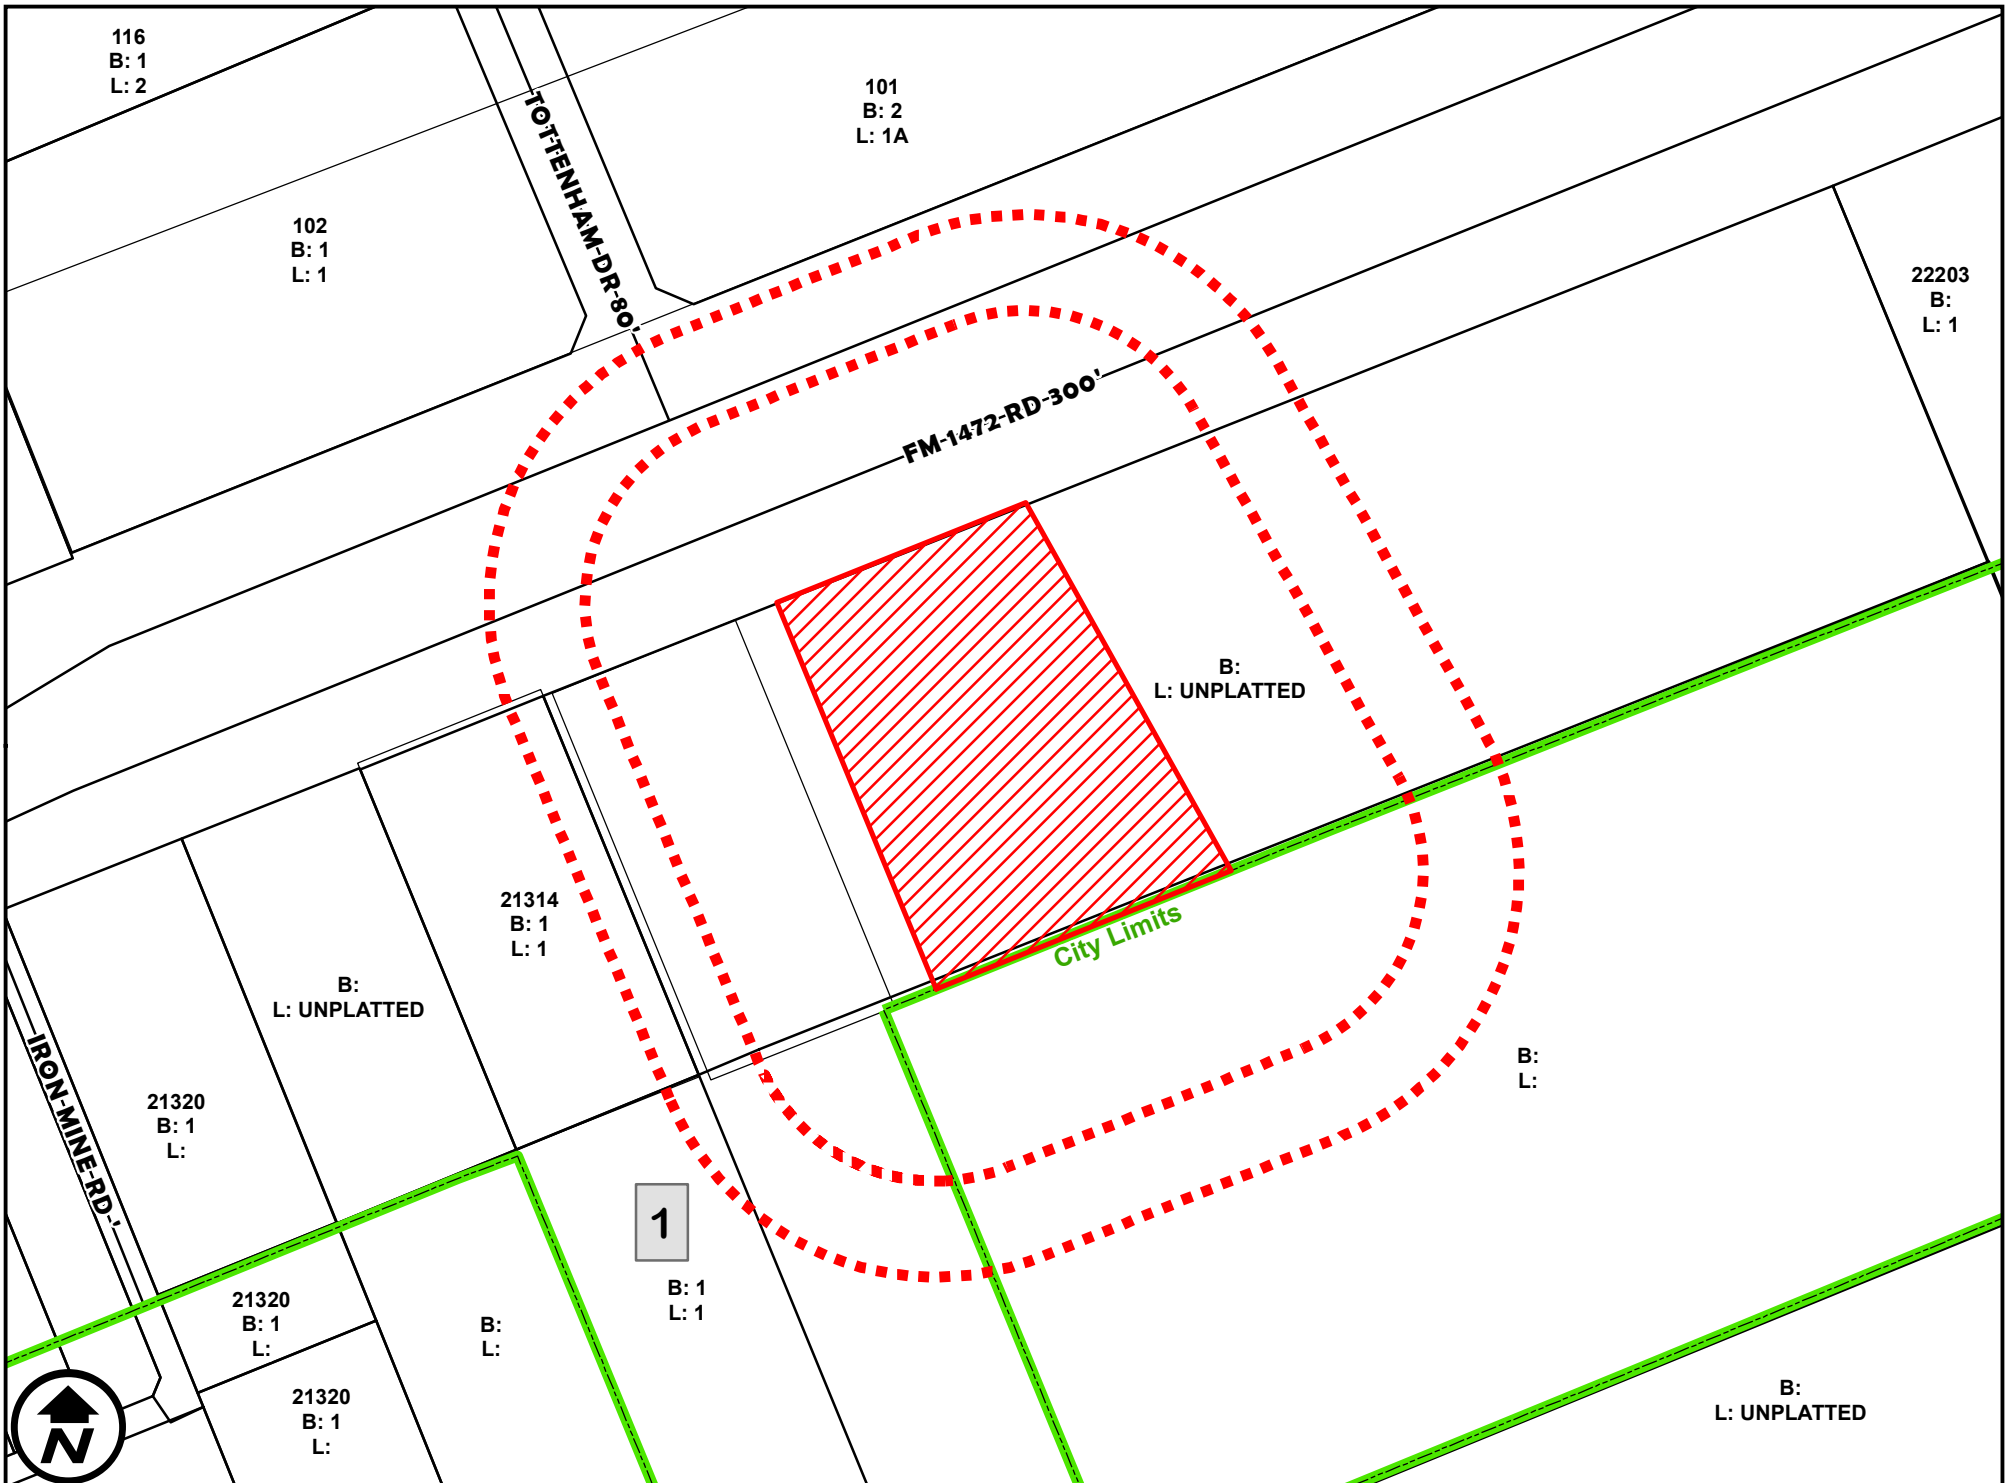 116
B: 1
L: 2
101
B: 2
L: 1A
TOTTENHAM-DR-80'
102
B: 1
L: 1
22203
B:
L: 1
FM-1472-RD-300'
B:
L: UNPLATTED
21314
B: 1
L: 1
City Limits
B:
L: UNPLATTED
IRON-MINE-RD-'
21320
B: 1
L:
B:
L:
1
B: 1
L: 1
21320
B: 1
L:
B:
L:
21320
B: 1
L:
B:
L: UNPLATTED
N